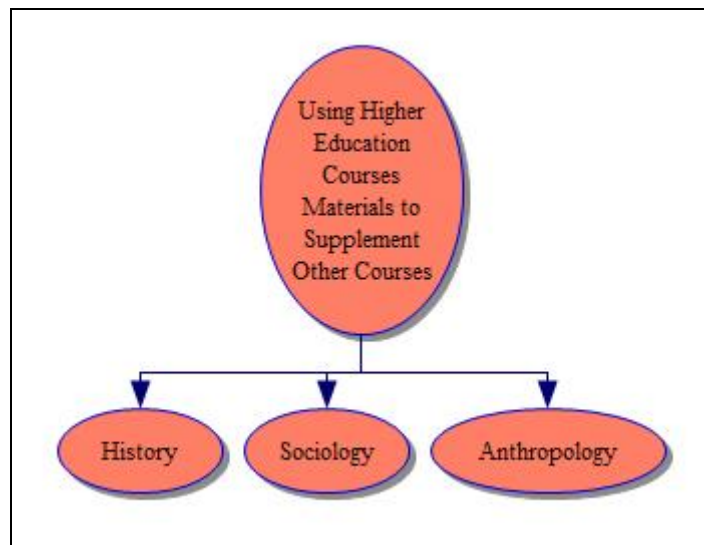 Using Higher
Education
Courses
Materials to
Supplement
Other Courses
History
Sociology
Anthropology